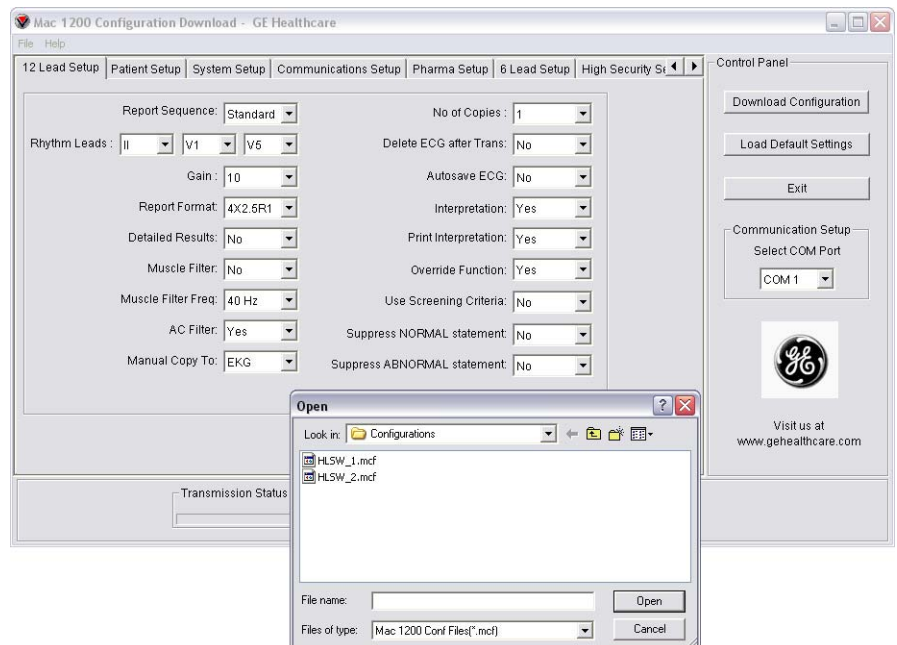 Mac 1200 Configuration Download - GE Healthcare
File Help
12 Lead Setup Patient Setup System Setup Communications Setup Pharma Setup 6 Lead Setup High Security Se
Report Sequence: Standard
Rhythm Leads : II V1 V5
Gain : 10
Report Format: 4X2.5R1
Detailed Results: No
Muscle Filter: No
Muscle Filter Freq: 40 Hz
AC Filter: Yes
Manual Copy To: EKG
No of Copies : 1
Delete ECG after Trans: No
Autosave ECG: No
Interpretation: Yes
Print Interpretation: Yes
Override Function: Yes
Use Screening Criteria: No
Suppress NORMAL statement: No
Suppress ABNORMAL statement: No
Control Panel
Download Configuration
Load Default Settings
Exit
Communication Setup
Select COM Port
COM 1
GE
Visit us at
www.gehealthcare.com
Transmission Status
Open
Look in: Configurations
HLSW_1.mcf
HLSW_2.mcf
File name:
Open
Files of type: Mac 1200 Conf Files(*.mcf)
Cancel